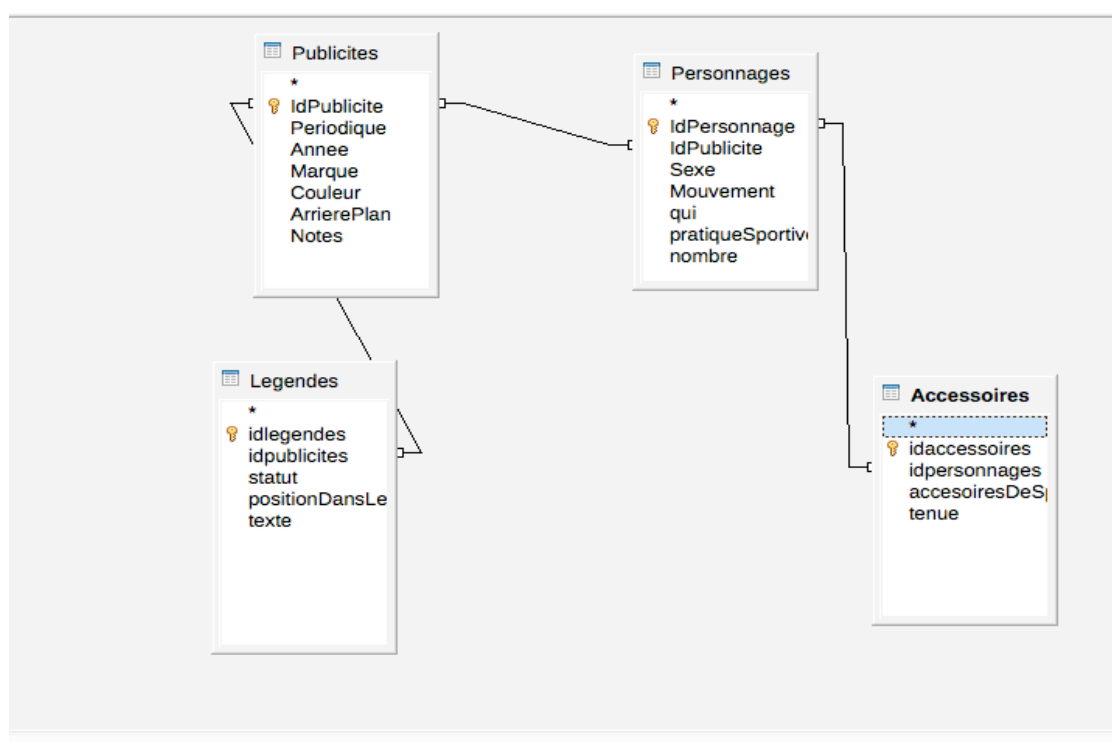 Publicites
*
IdPublicite
Periodique
Annee
Marque
Couleur
ArrierePlan
Notes
Personnages
*
IdPersonnage
IdPublicite
Sexe
Mouvement
qui
pratiqueSportive
nombre
Legendes
*
idlegendes
idpublicites
statut
positionDansLe
texte
Accessoires
*
idaccessoires
idpersonnages
accesoiresDeS
tenue